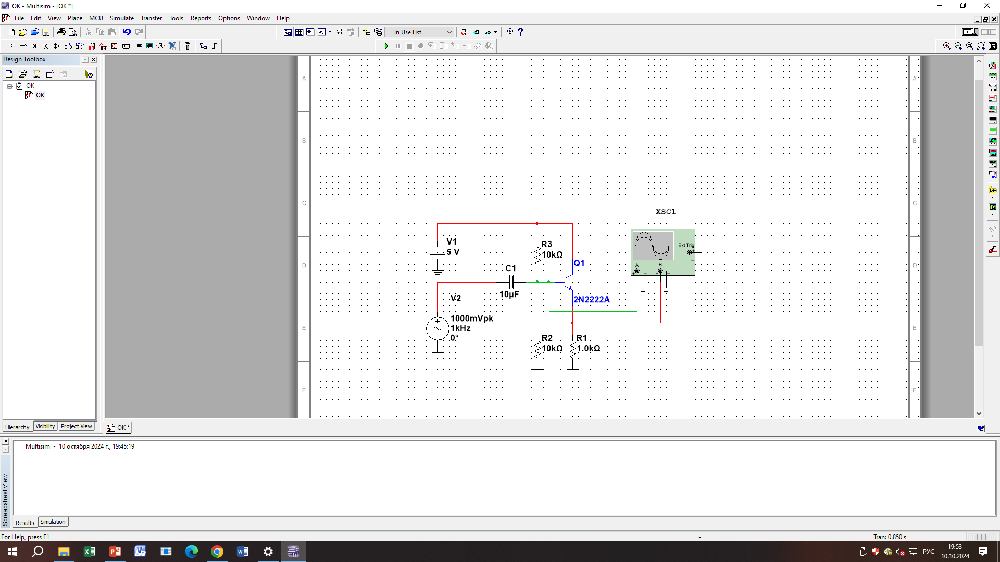 OK - Multisim - [OK *]
File Edit View Place MCU Simulate Transfer Tools Reports Options Window Help
--- In Use List ---
MISC
Design Toolbox
OK
OK
A
B
C
D
E
F
A
B
C
D
E
F
XSC1
Ext Trig
A
B
V1
5 V
R3
10kΩ
Q1
C1
10µF
2N2222A
V2
1000mVpk
1kHz
0°
R2
10kΩ
R1
1.0kΩ
Hierarchy Visibility Project View
OK *
Multisim - 10 октября 2024 г., 19:45:19
Spreadsheet View
Results Simulation
For Help, press F1
-
Tran: 0.850 s
РУС
19:53
10.10.2024